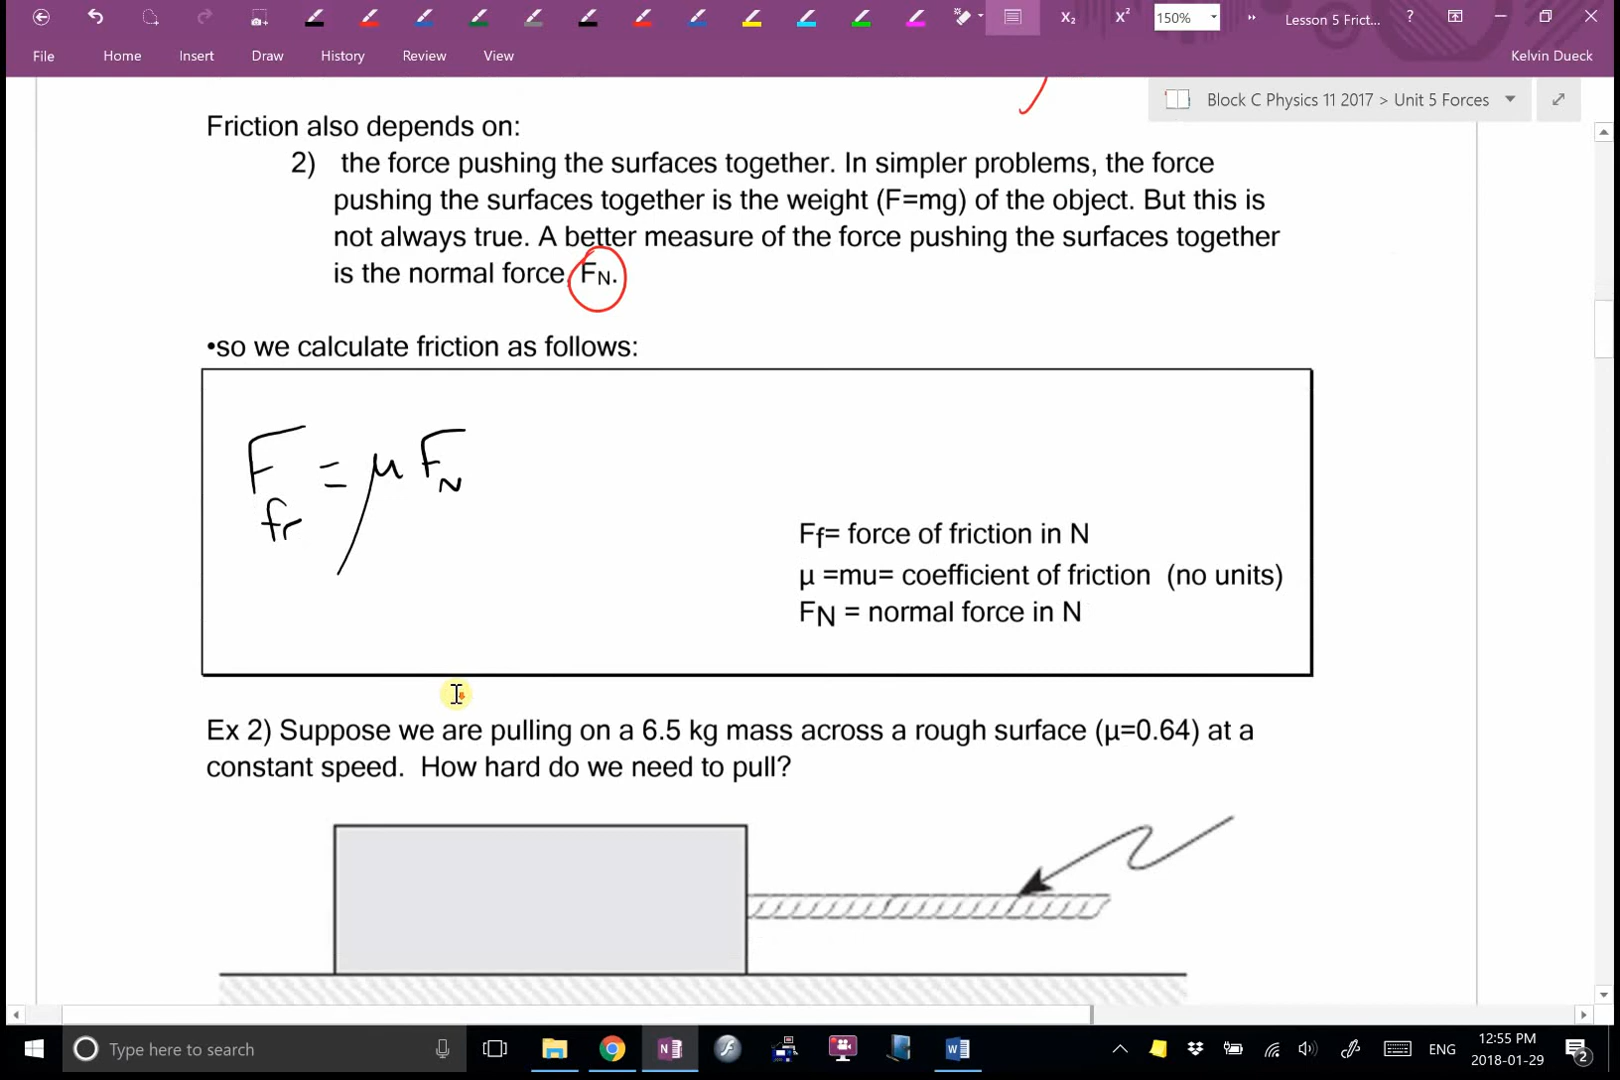 X₂ X² 150% » Lesson 5 Frict... ?
File Home Insert Draw History Review View Kelvin Dueck
Block C Physics 11 2017 > Unit 5 Forces
Friction also depends on:
2) the force pushing the surfaces together. In simpler problems, the force
pushing the surfaces together is the weight (F=mg) of the object. But this is
not always true. A better measure of the force pushing the surfaces together
is the normal force, FN.
•so we calculate friction as follows:
Ffr = μ FN
Ff= force of friction in N
μ =mu= coefficient of friction (no units)
FN = normal force in N
Ex 2) Suppose we are pulling on a 6.5 kg mass across a rough surface (μ=0.64) at a
constant speed. How hard do we need to pull?
Type here to search
ENG
12:55 PM
2018-01-29
2